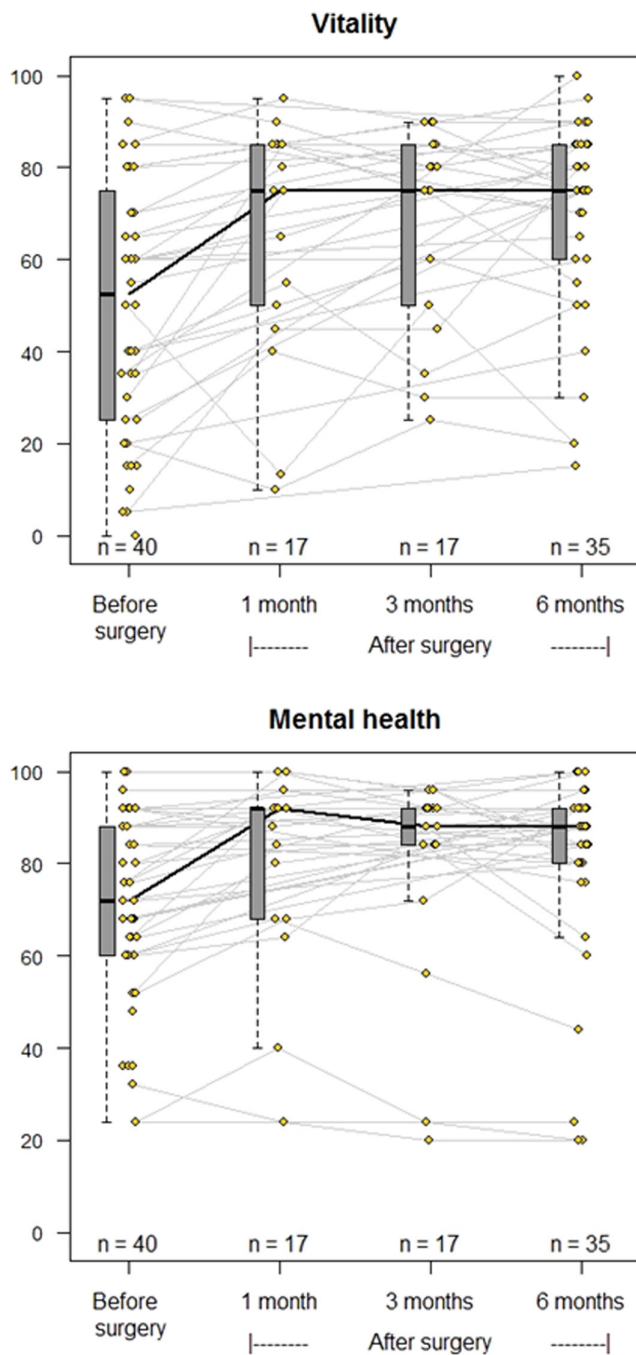 Vitality
100
80
60
40
20
0
n = 40 n = 17 n = 17 n = 35
Before surgery 1 month 3 months 6 months
|-------- After surgery --------|
Mental health
100
80
60
40
20
0
n = 40 n = 17 n = 17 n = 35
Before surgery 1 month 3 months 6 months
|-------- After surgery --------|